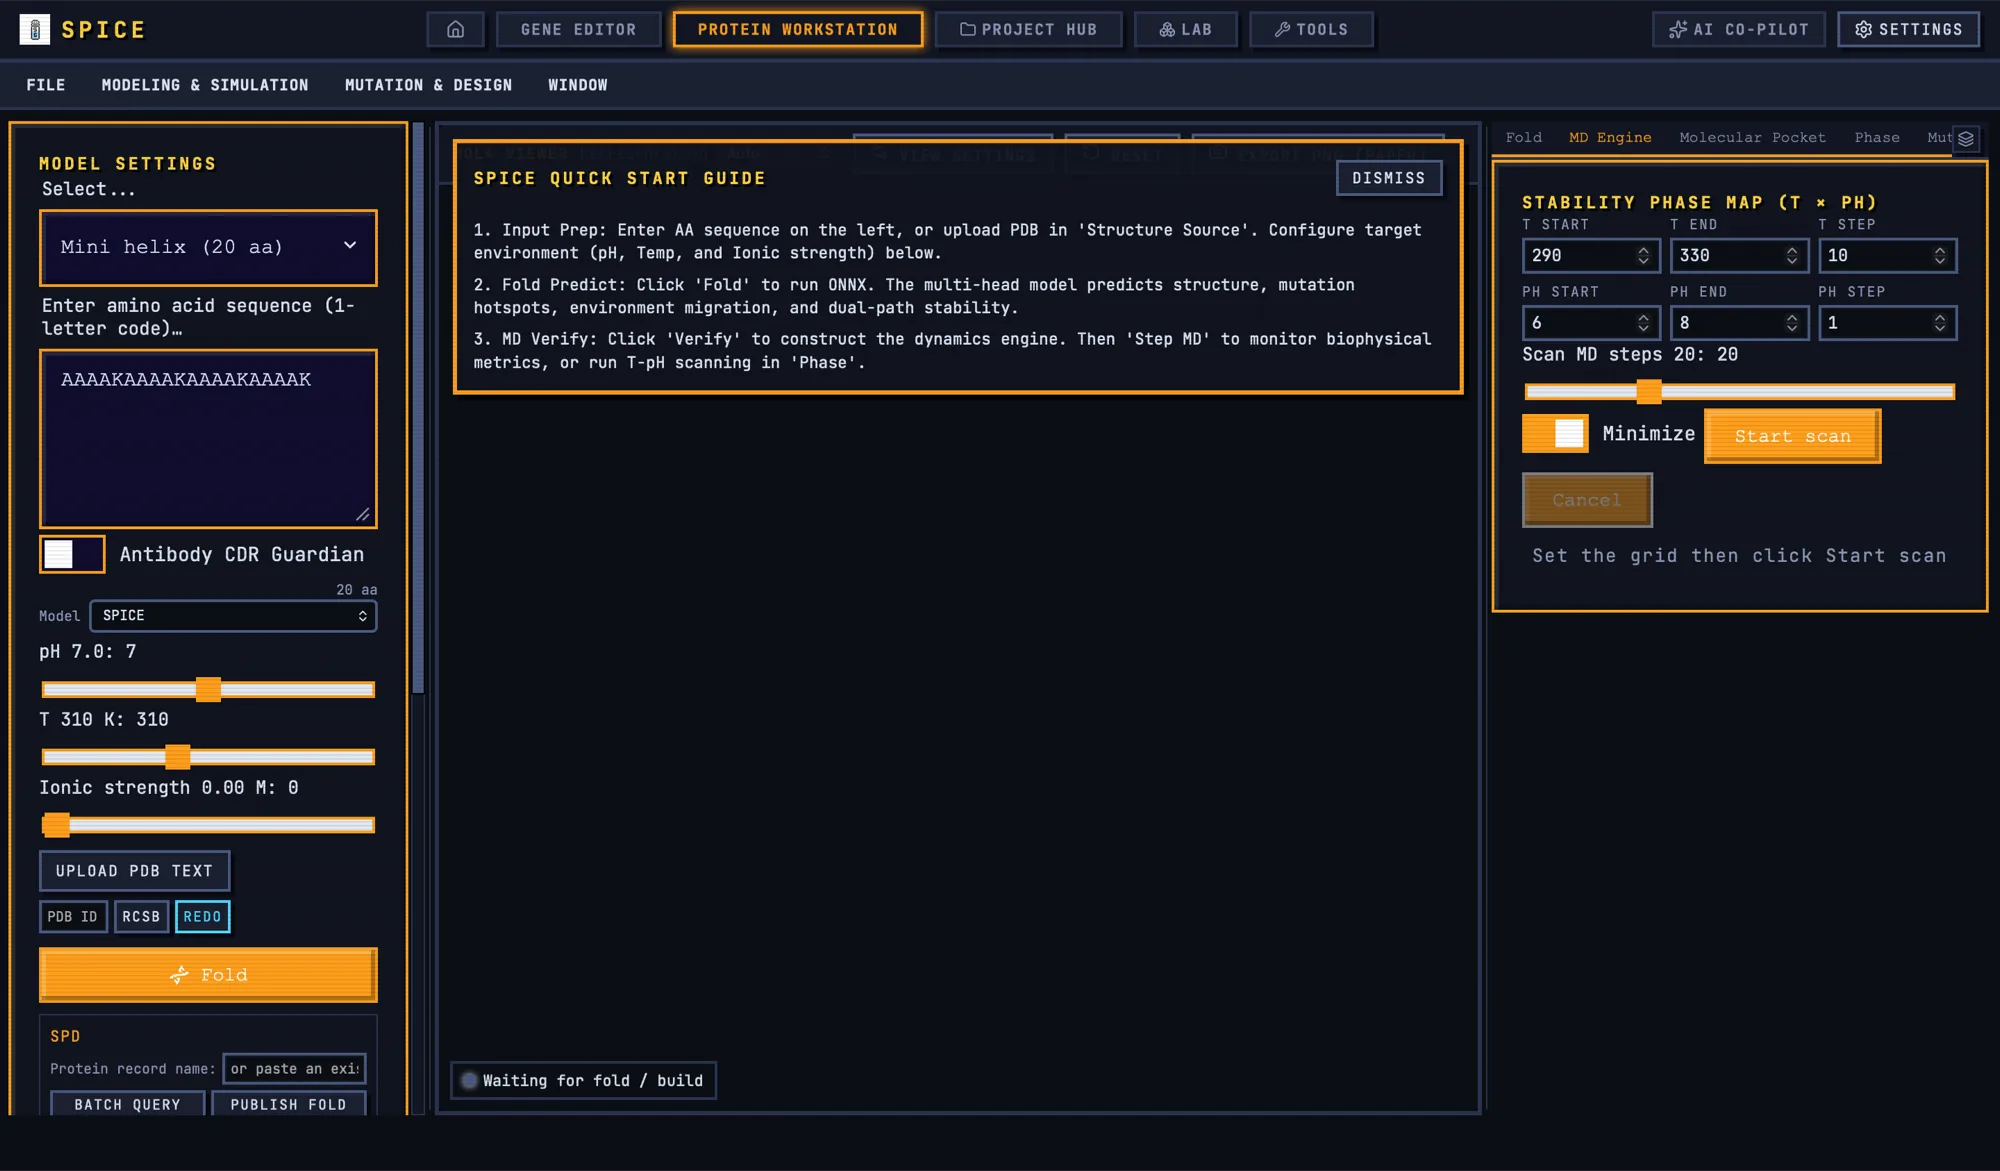 SPICE
GENE EDITOR
PROTEIN WORKSTATION
PROJECT HUB
LAB
TOOLS
AI CO-PILOT
SETTINGS
FILE
MODELING & SIMULATION
MUTATION & DESIGN
WINDOW
MODEL SETTINGS
Select...
Mini helix (20 aa)
Enter amino acid sequence (1-
letter code)…
AAAAKAAAAKAAAAKAAAAK
Antibody CDR Guardian
20 aa
Model
SPICE
pH 7.0: 7
T 310 K: 310
Ionic strength 0.00 M: 0
UPLOAD PDB TEXT
PDB ID
RCSB
REDO
Fold
SPD
Protein record name:
or paste an exis
BATCH QUERY
PUBLISH FOLD
VIEW SETTINGS
RESET
SPICE QUICK START GUIDE
DISMISS
1. Input Prep: Enter AA sequence on the left, or upload PDB in 'Structure Source'. Configure target
environment (pH, Temp, and Ionic strength) below.
2. Fold Predict: Click 'Fold' to run ONNX. The multi-head model predicts structure, mutation
hotspots, environment migration, and dual-path stability.
3. MD Verify: Click 'Verify' to construct the dynamics engine. Then 'Step MD' to monitor biophysical
metrics, or run T-pH scanning in 'Phase'.
Waiting for fold / build
Fold
MD Engine
Molecular Pocket
Phase
Mut
STABILITY PHASE MAP (T × PH)
T START
T END
T STEP
290
330
10
PH START
PH END
PH STEP
6
8
1
Scan MD steps 20: 20
Minimize
Start scan
Cancel
Set the grid then click Start scan